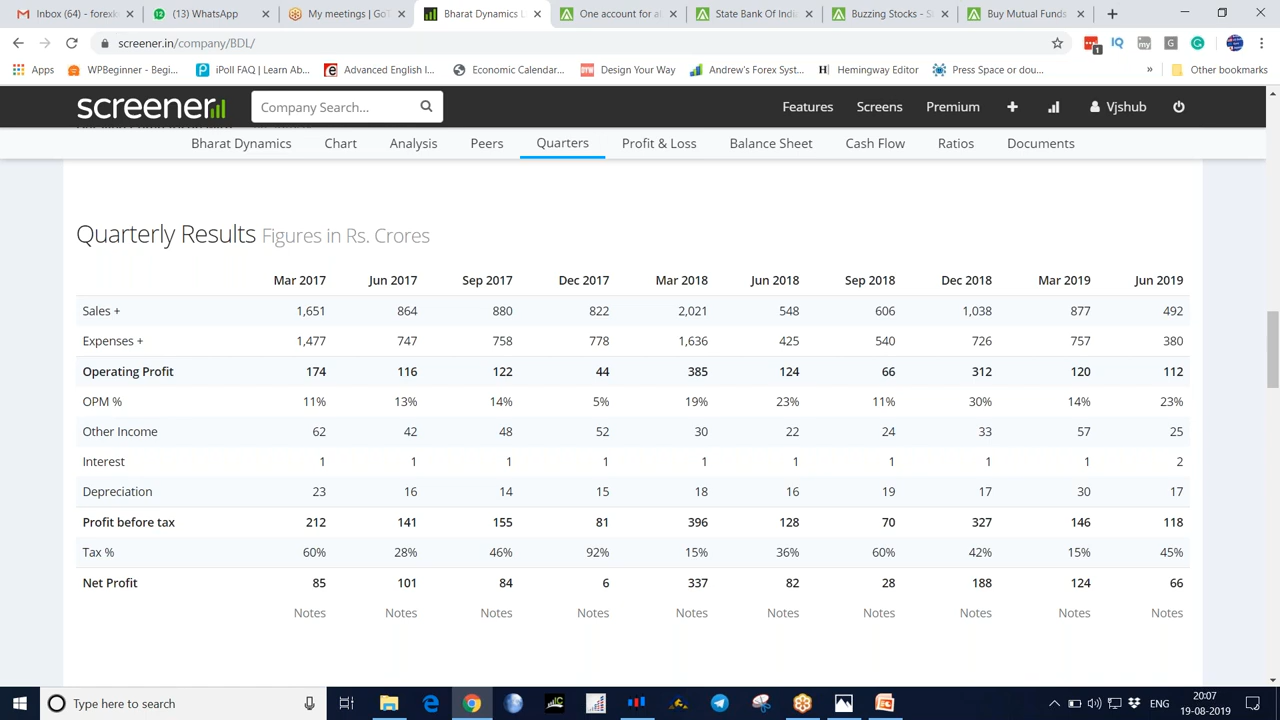 Inbox (0) - forexk
(13) WhatsApp
My meetings | GoT
Bharat Dynamics L
One account for al
State Bank Of Indi
Buzzing Stocks - S
Buy Mutual Funds
screener.in/company/BDL/
1
Apps
WPBeginner - Begi...
iPoll FAQ | Learn Ab...
Advanced English I...
Economic Calendar...
Design Your Way
Andrew's Forex Syst...
Hemingway Editor
Press Space or dou...
»
Other bookmarks
screener
Company Search...
Features
Screens
Premium
Vjshub
Bharat Dynamics
Chart
Analysis
Peers
Quarters
Profit & Loss
Balance Sheet
Cash Flow
Ratios
Documents
Quarterly Results Figures in Rs. Crores
Mar 2017 Jun 2017 Sep 2017 Dec 2017 Mar 2018 Jun 2018 Sep 2018 Dec 2018 Mar 2019 Jun 2019
Sales + 1,651 864 880 822 2,021 548 606 1,038 877 492
Expenses + 1,477 747 758 778 1,636 425 540 726 757 380
Operating Profit 174 116 122 44 385 124 66 312 120 112
OPM % 11% 13% 14% 5% 19% 23% 11% 30% 14% 23%
Other Income 62 42 48 52 30 22 24 33 57 25
Interest 1 1 1 1 1 1 1 1 1 2
Depreciation 23 16 14 15 18 16 19 17 30 17
Profit before tax 212 141 155 81 396 128 70 327 146 118
Tax % 60% 28% 46% 92% 15% 36% 60% 42% 15% 45%
Net Profit 85 101 84 6 337 82 28 188 124 66
Notes Notes Notes Notes Notes Notes Notes Notes Notes Notes
Type here to search
ENG
20:07
19-08-2019